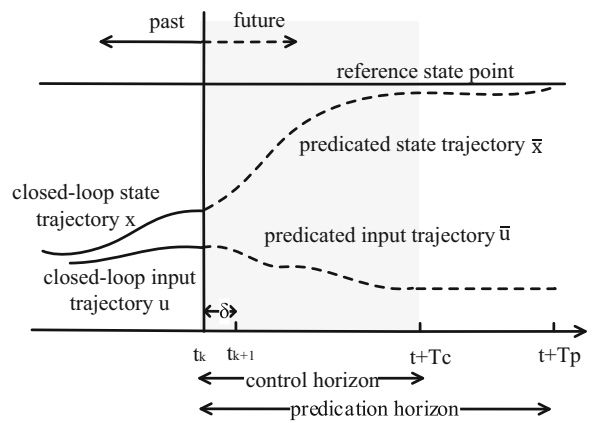 past future
reference state point
predicated state trajectory x̅
closed-loop state
trajectory x
predicated input trajectory u̅
closed-loop input
trajectory u
δ
tk tk+1 t+Tc t+Tp
control horizon
predication horizon